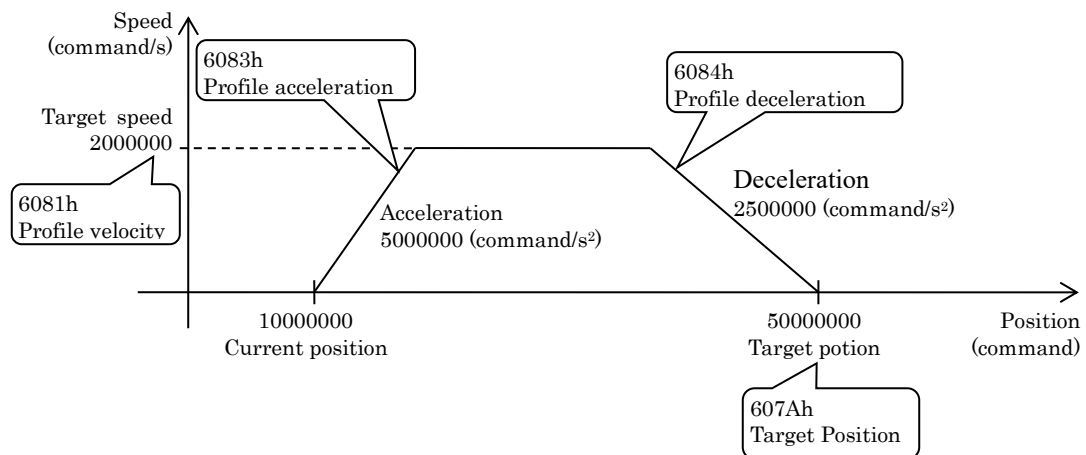 Speed
(command/s)
6083h
Profile acceleration
6084h
Profile deceleration
Target speed
2000000
6081h
Profile velocity
Acceleration
5000000 (command/s²)
Deceleration
2500000 (command/s²)
10000000
Current position
50000000
Target potion
Position
(command)
607Ah
Target Position